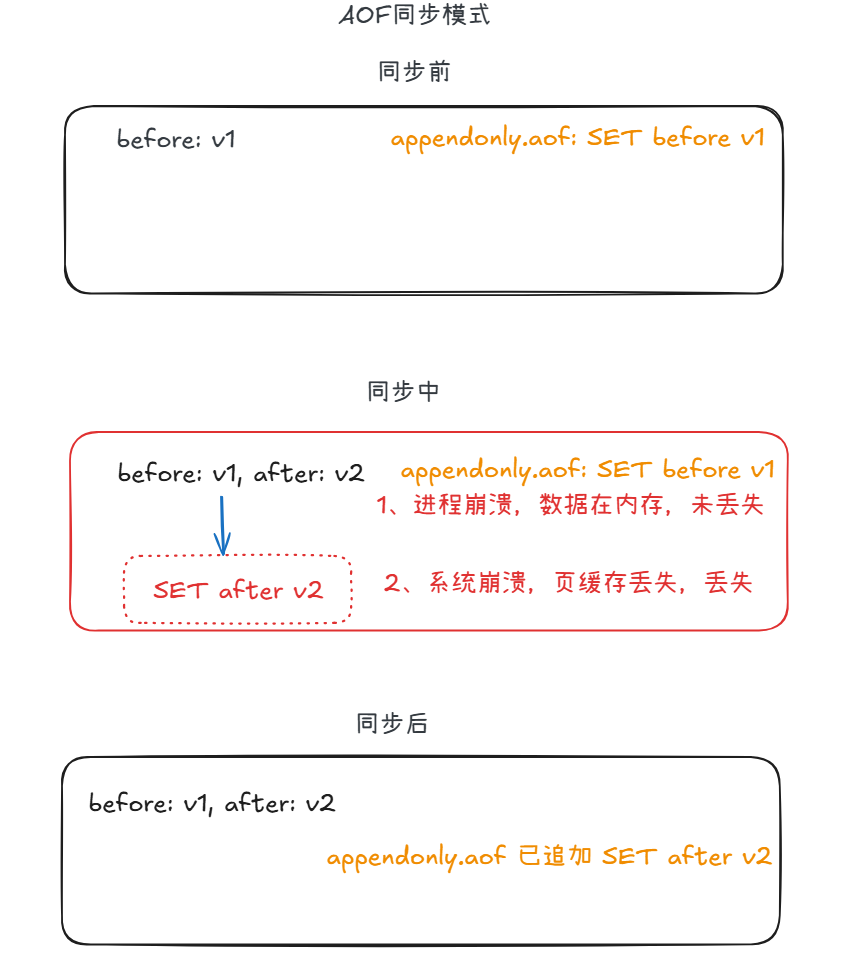 AOF同步模式
同步前
before: v1
appendonly.aof: SET before v1
同步中
before: v1, after: v2
appendonly.aof: SET before v1
1、进程崩溃，数据在内存，未丢失
SET after v2
2、系统崩溃，页缓存丢失，丢失
同步后
before: v1, after: v2
appendonly.aof 已追加 SET after v2